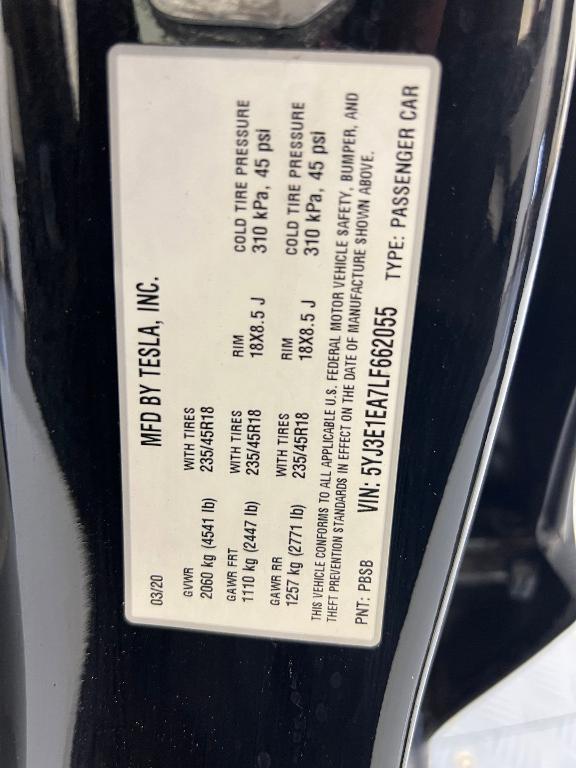 MFD BY TESLA, INC.
03/20
GVWR WITH TIRES
2060 kg (4541 lb) 235/45R18
GAWR FRT WITH TIRES RIM COLD TIRE PRESSURE
1110 kg (2447 lb) 235/45R18 18X8.5 J 310 kPa, 45 psi
GAWR RR WITH TIRES RIM COLD TIRE PRESSURE
1257 kg (2771 lb) 235/45R18 18X8.5 J 310 kPa, 45 psi
THIS VEHICLE CONFORMS TO ALL APPLICABLE U.S. FEDERAL MOTOR VEHICLE SAFETY, BUMPER, AND
THEFT PREVENTION STANDARDS IN EFFECT ON THE DATE OF MANUFACTURE SHOWN ABOVE.
PNT: PBSB VIN: 5YJ3E1EA7LF662055 TYPE: PASSENGER CAR